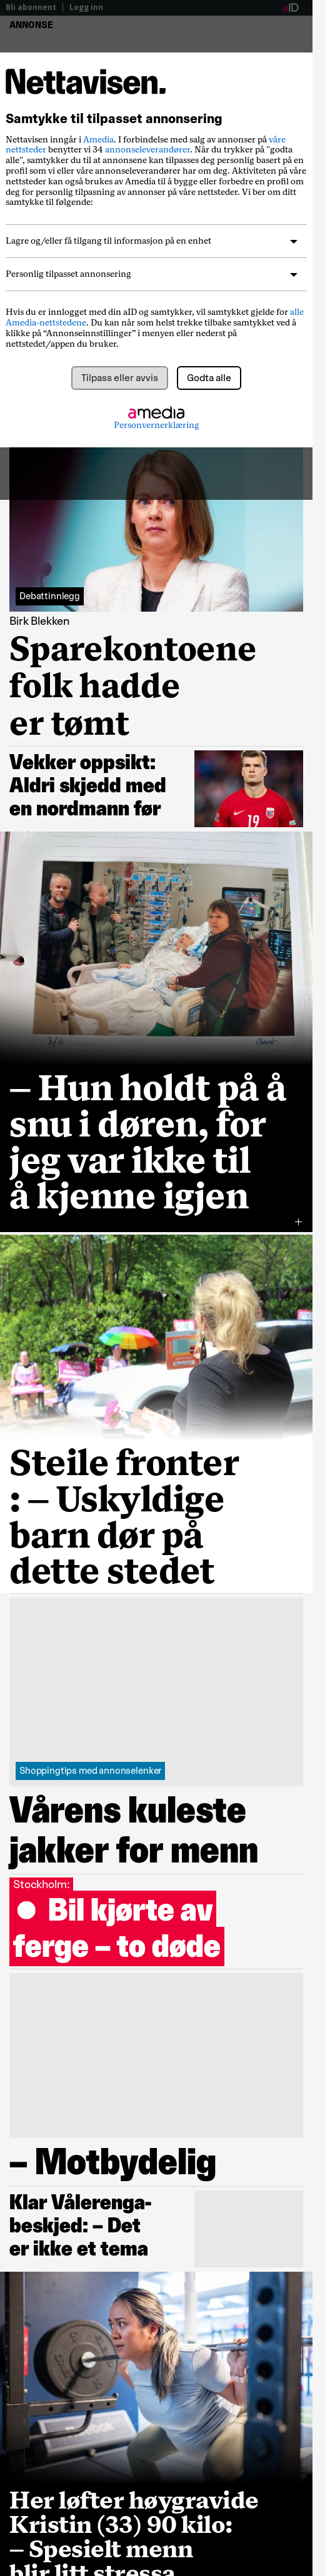 Bli abonnent | Logg inn
aID
ANNONSE
Nettavisen.
Samtykke til tilpasset annonsering
Nettavisen inngår i Amedia. I forbindelse med salg av annonser på våre
nettsteder benytter vi 34 annonseleverandører. Når du trykker på "godta
alle", samtykker du til at annonsene kan tilpasses deg personlig basert på en
profil som vi eller våre annonseleverandører har om deg. Aktiviteten på våre
nettsteder kan også brukes av Amedia til å bygge eller forbedre en profil om
deg for personlig tilpasning av annonser på våre nettsteder. Vi ber om ditt
samtykke til følgende:
Lagre og/eller få tilgang til informasjon på en enhet
Personlig tilpasset annonsering
Hvis du er innlogget med din aID og samtykker, vil samtykket gjelde for alle
Amedia-nettstedene. Du kan når som helst trekke tilbake samtykket ved å
klikke på “Annonseinnstillinger” i menyen eller nederst på
nettstedet/appen du bruker.
Tilpass eller avvis
Godta alle
amedia
Personvernerklæring
Debattinnlegg
Birk Blekken
Sparekontoene
folk hadde
er tømt
Vekker oppsikt:
Aldri skjedd med
en nordmann før
19
– Hun holdt på å
snu i døren, for
jeg var ikke til
å kjenne igjen
+
Steile fronter
: – Uskyldige
barn dør på
dette stedet
Shoppingtips med annonselenker
Vårens kuleste
jakker for menn
Stockholm:
● Bil kjørte av
ferge – to døde
– Motbydelig
Klar Vålerenga-
beskjed: – Det
er ikke et tema
Her løfter høygravide
Kristin (33) 90 kilo:
– Spesielt menn
blir litt stressa